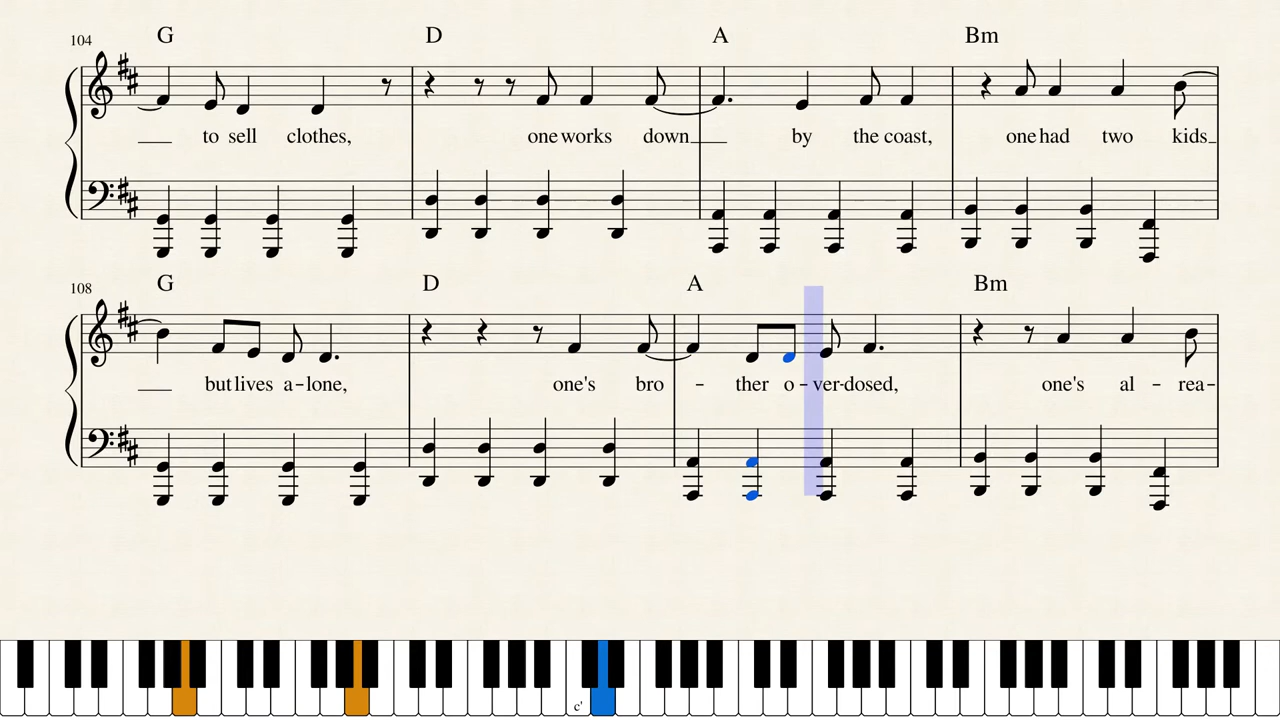 104 G D A Bm
to sell clothes, one works down by the coast, one had two kids
108 G D A Bm
but lives a-lone, one's bro - ther o-ver-dosed, one's al - rea-
c'